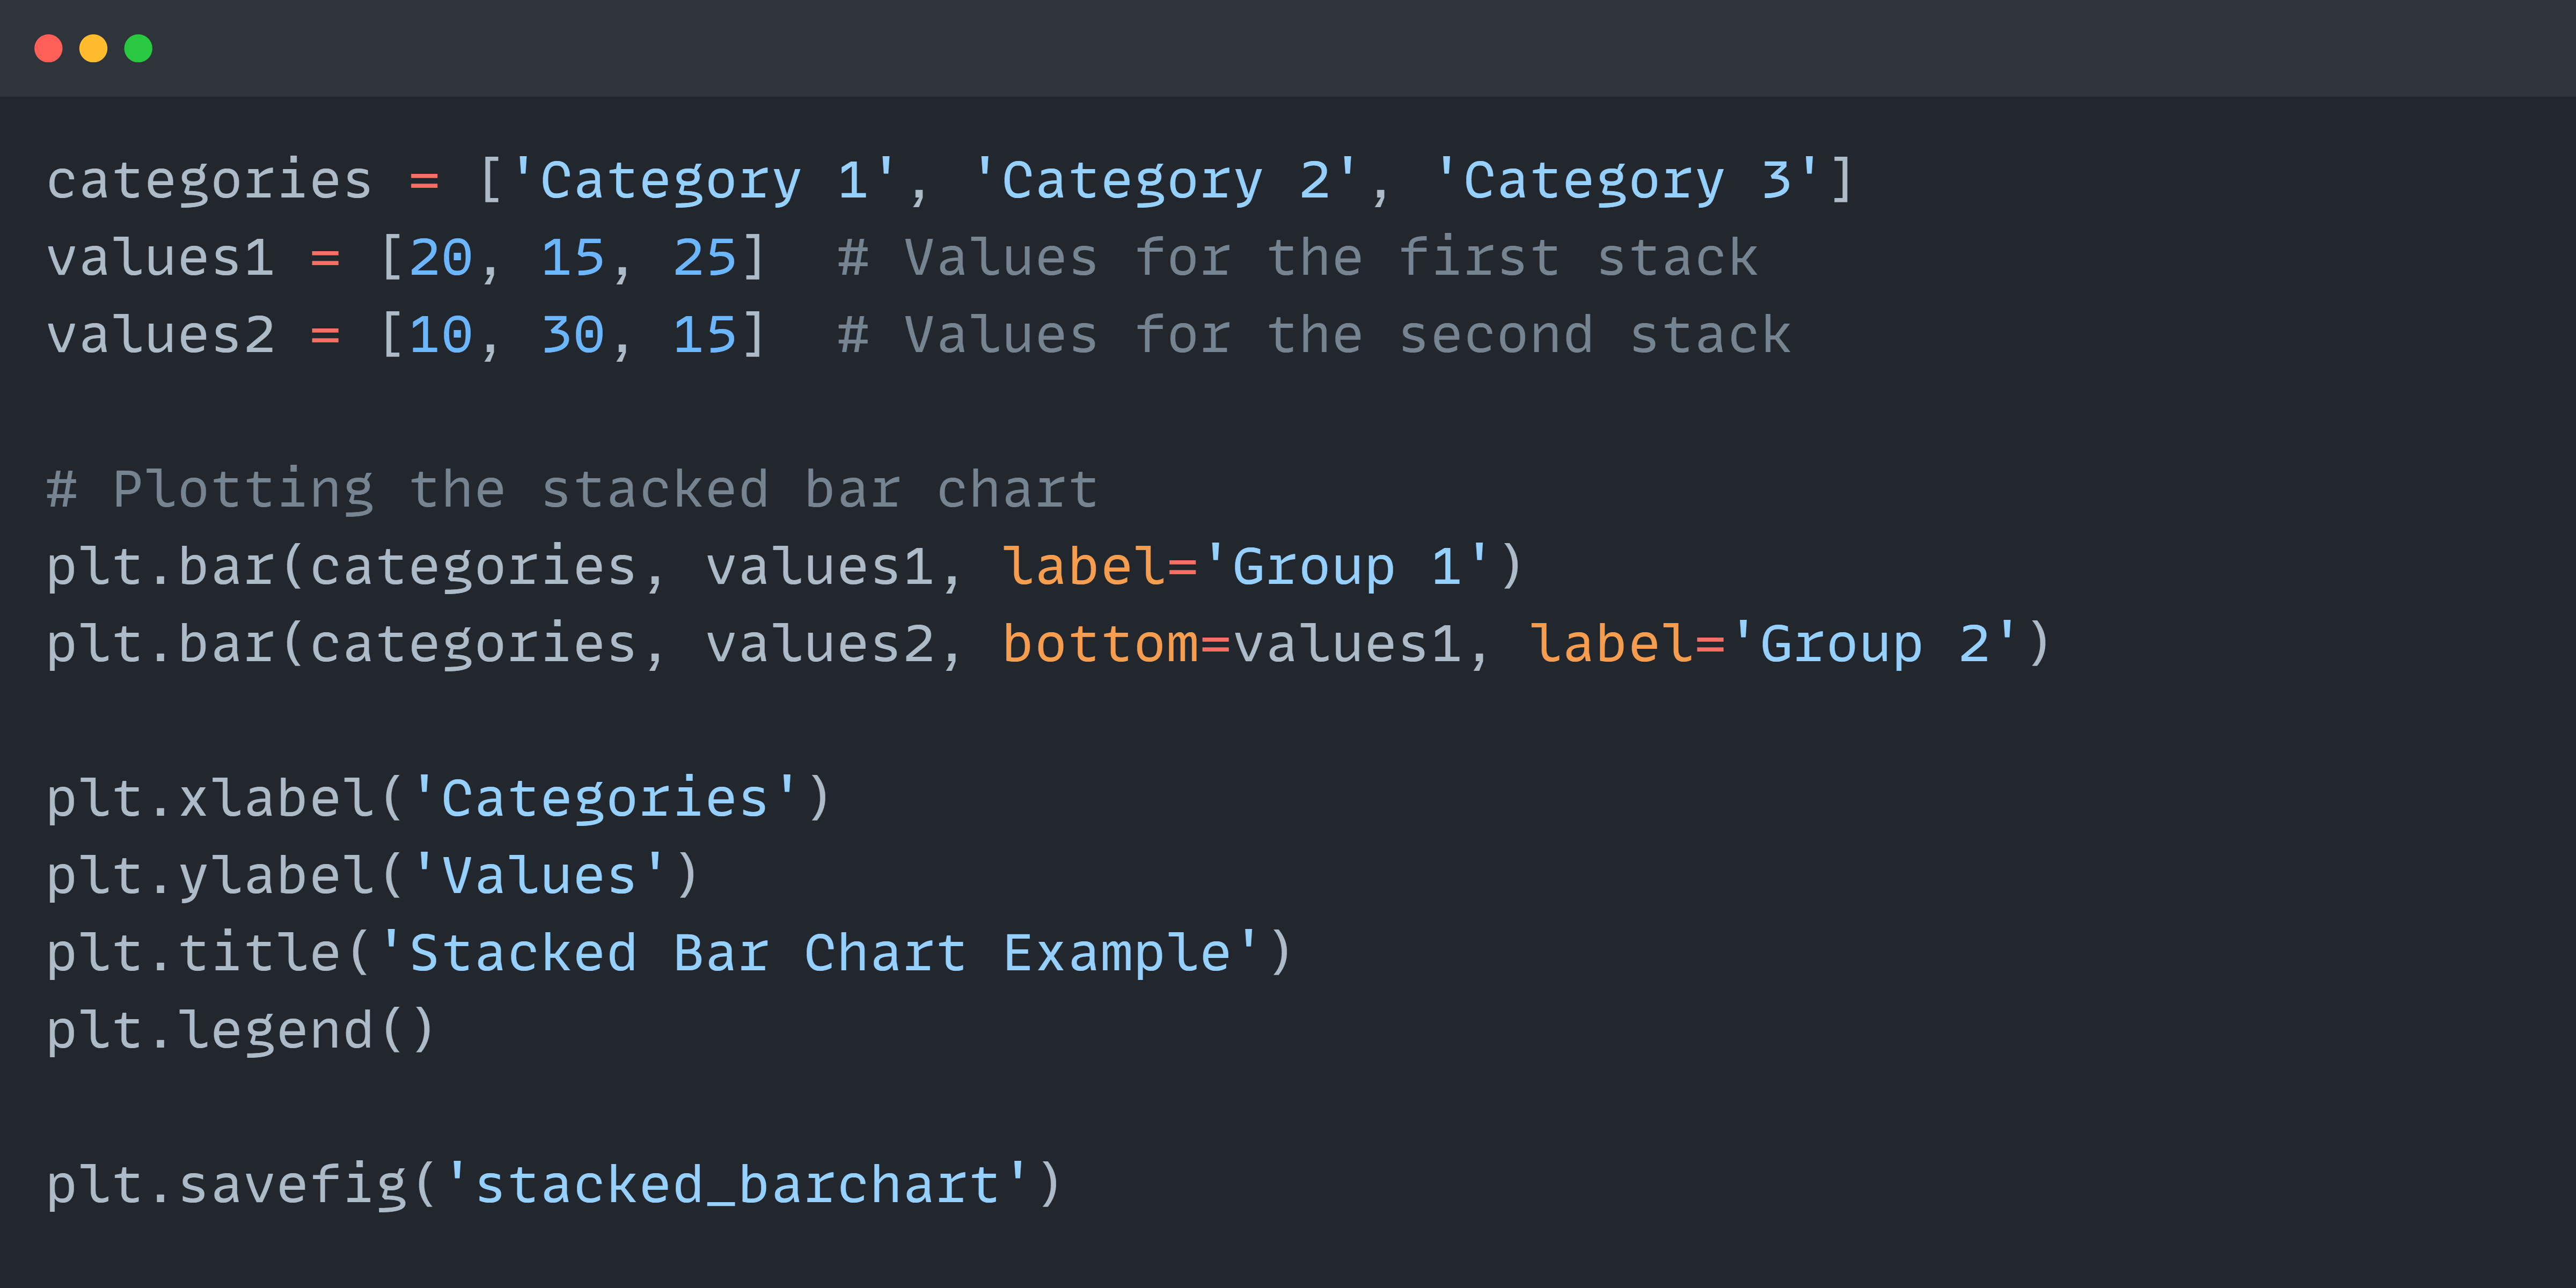 categories = ['Category 1', 'Category 2', 'Category 3']
values1 = [20, 15, 25]  # Values for the first stack
values2 = [10, 30, 15]  # Values for the second stack
# Plotting the stacked bar chart
plt.bar(categories, values1, label='Group 1')
plt.bar(categories, values2, bottom=values1, label='Group 2')
plt.xlabel('Categories')
plt.ylabel('Values')
plt.title('Stacked Bar Chart Example')
plt.legend()
plt.savefig('stacked_barchart')